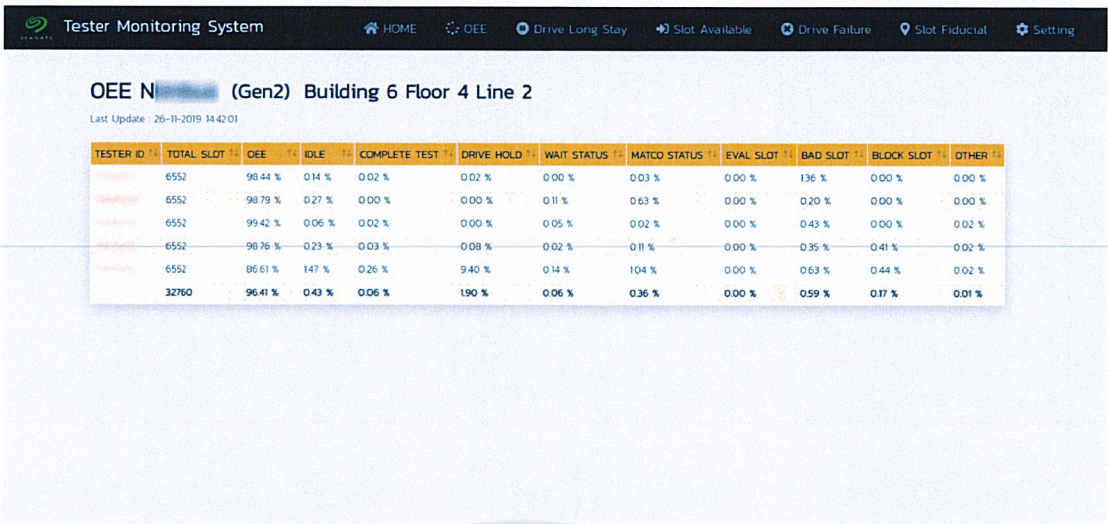 SEAGATE
Tester Monitoring System HOME OEE Drive Long Stay Slot Available Drive Failure Slot Fiducial Setting
OEE N (Gen2) Building 6 Floor 4 Line 2
Last Update : 26-11-2019 14:42:01
TESTER ID TOTAL SLOT OEE IDLE COMPLETE TEST DRIVE HOLD WAIT STATUS MATCO STATUS EVAL SLOT BAD SLOT BLOCK SLOT OTHER
6552 98.44 % 0.14 % 0.02 % 0.02 % 0.00 % 0.03 % 0.00 % 1.36 % 0.00 % 0.00 %
6552 98.79 % 0.27 % 0.00 % 0.00 % 0.11 % 0.63 % 0.00 % 0.20 % 0.00 % 0.00 %
6552 99.42 % 0.06 % 0.02 % 0.00 % 0.05 % 0.02 % 0.00 % 0.43 % 0.00 % 0.02 %
6552 98.76 % 0.23 % 0.03 % 0.08 % 0.02 % 0.11 % 0.00 % 0.35 % 0.41 % 0.02 %
6552 86.61 % 1.47 % 0.26 % 9.40 % 0.14 % 1.04 % 0.00 % 0.63 % 0.44 % 0.02 %
32760 96.41 % 0.43 % 0.06 % 1.90 % 0.06 % 0.36 % 0.00 % 0.59 % 0.17 % 0.01 %